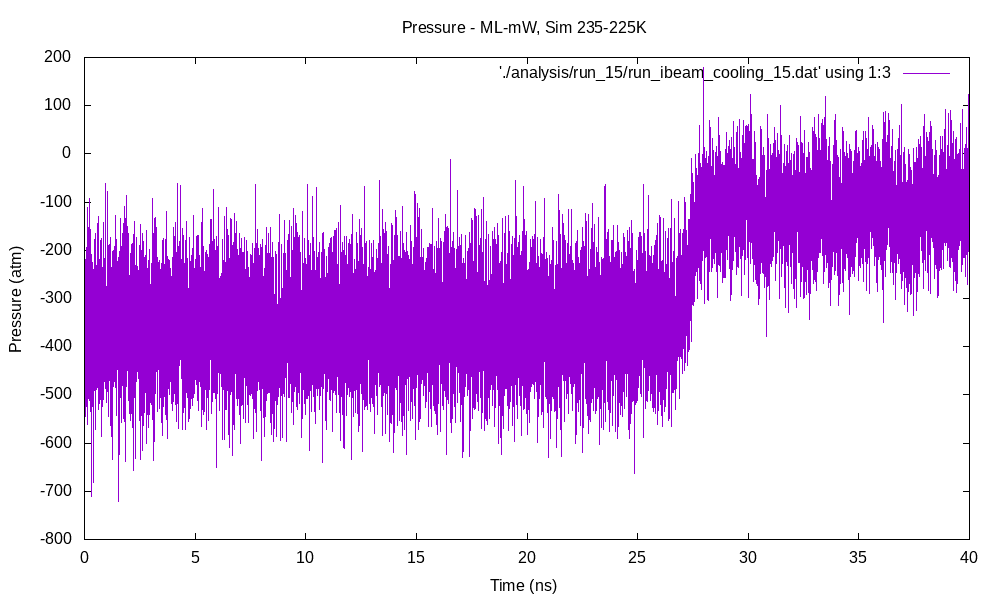 Pressure - ML-mW, Sim 235-225K
'./analysis/run_15/run_ibeam_cooling_15.dat' using 1:3
200
100
0
-100
-200
-300
-400
-500
-600
-700
-800
Pressure (atm)
0 5 10 15 20 25 30 35 40
Time (ns)